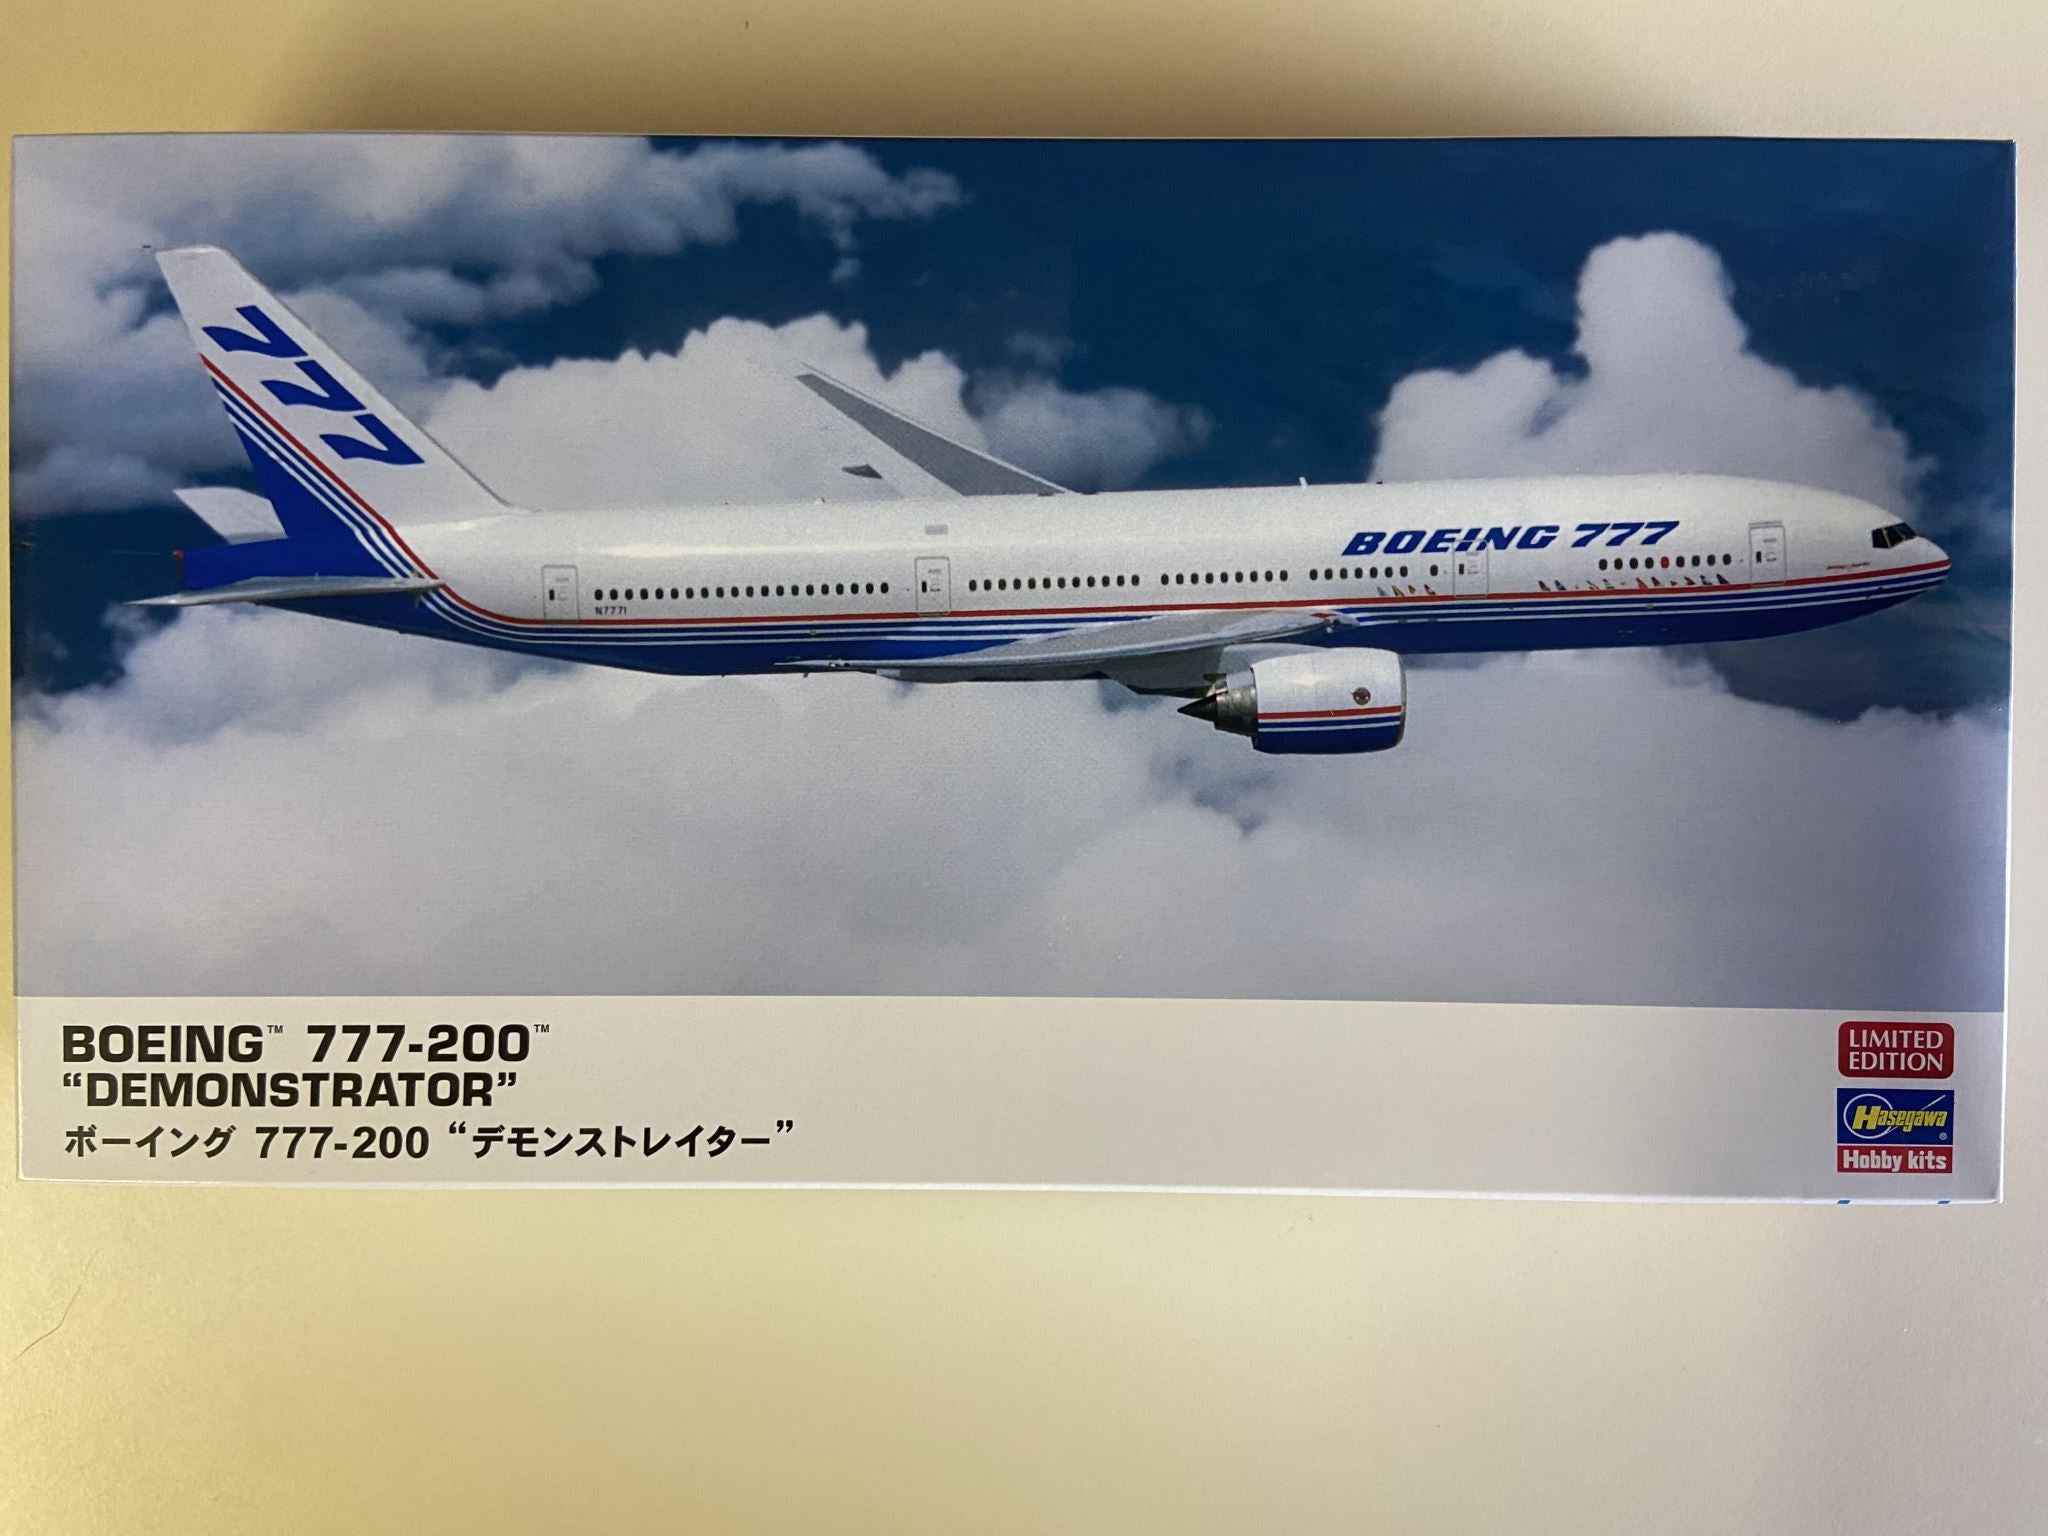 777
BOEING 777
N7771
BOEING™ 777-200™
“DEMONSTRATOR”
ボーイング 777-200 “デモンストレイター”
LIMITED
EDITION
Hasegawa®
Hobby kits